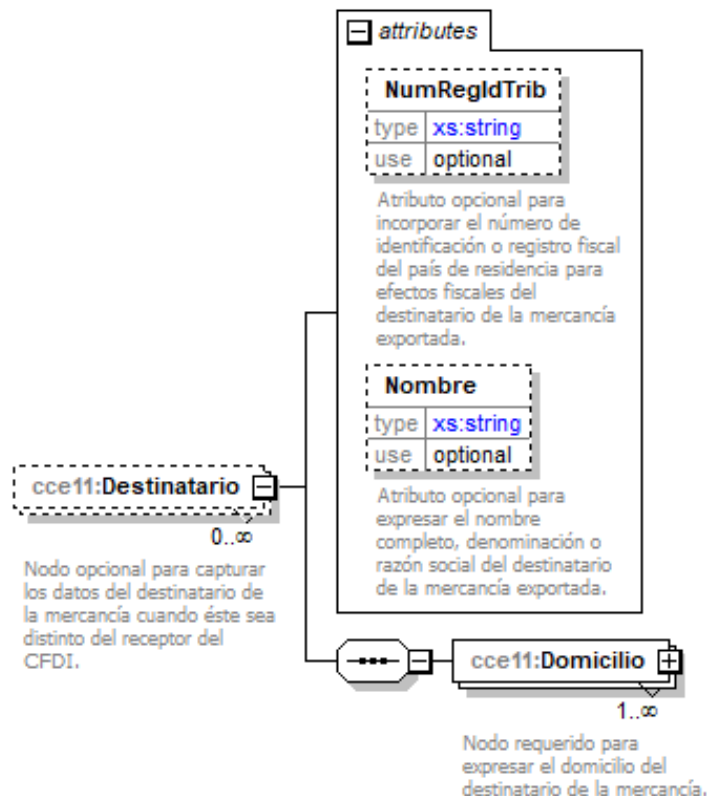 attributes
NumRegIdTrib
type xs:string
use optional
Atributo opcional para
incorporar el número de
identificación o registro fiscal
del país de residencia para
efectos fiscales del
destinatario de la mercancía
exportada.
Nombre
type xs:string
use optional
Atributo opcional para
expresar el nombre
completo, denominación o
razón social del destinatario
de la mercancía exportada.
cce11:Destinatario
0..∞
Nodo opcional para capturar
los datos del destinatario de
la mercancía cuando éste sea
distinto del receptor del
CFDI.
cce11:Domicilio
1..∞
Nodo requerido para
expresar el domicilio del
destinatario de la mercancía.